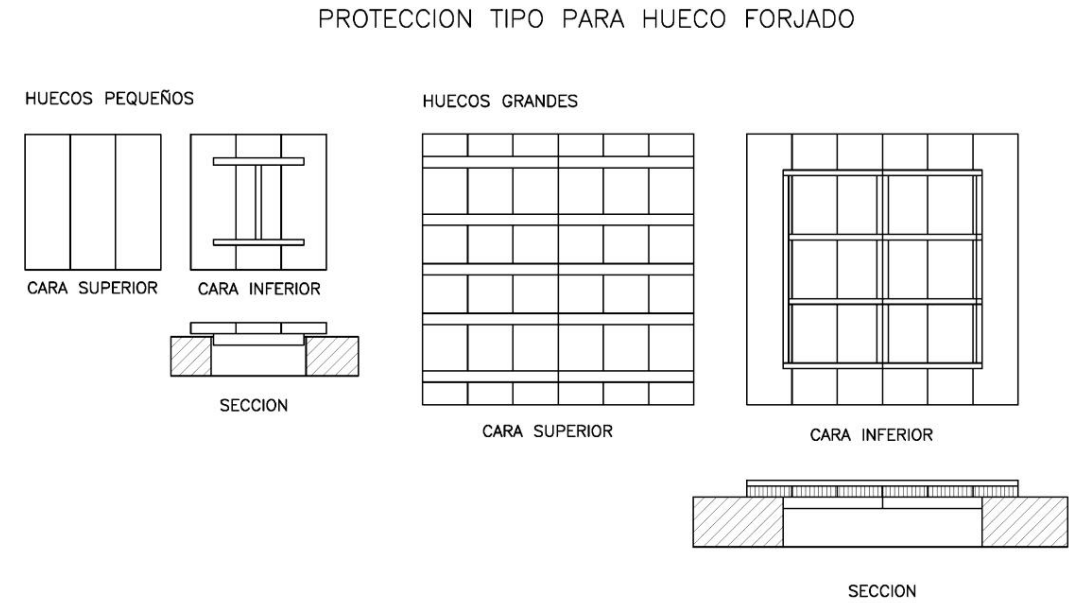 PROTECCION TIPO PARA HUECO FORJADO
HUECOS PEQUEÑOS
CARA SUPERIOR
CARA INFERIOR
SECCION
HUECOS GRANDES
CARA SUPERIOR
CARA INFERIOR
SECCION